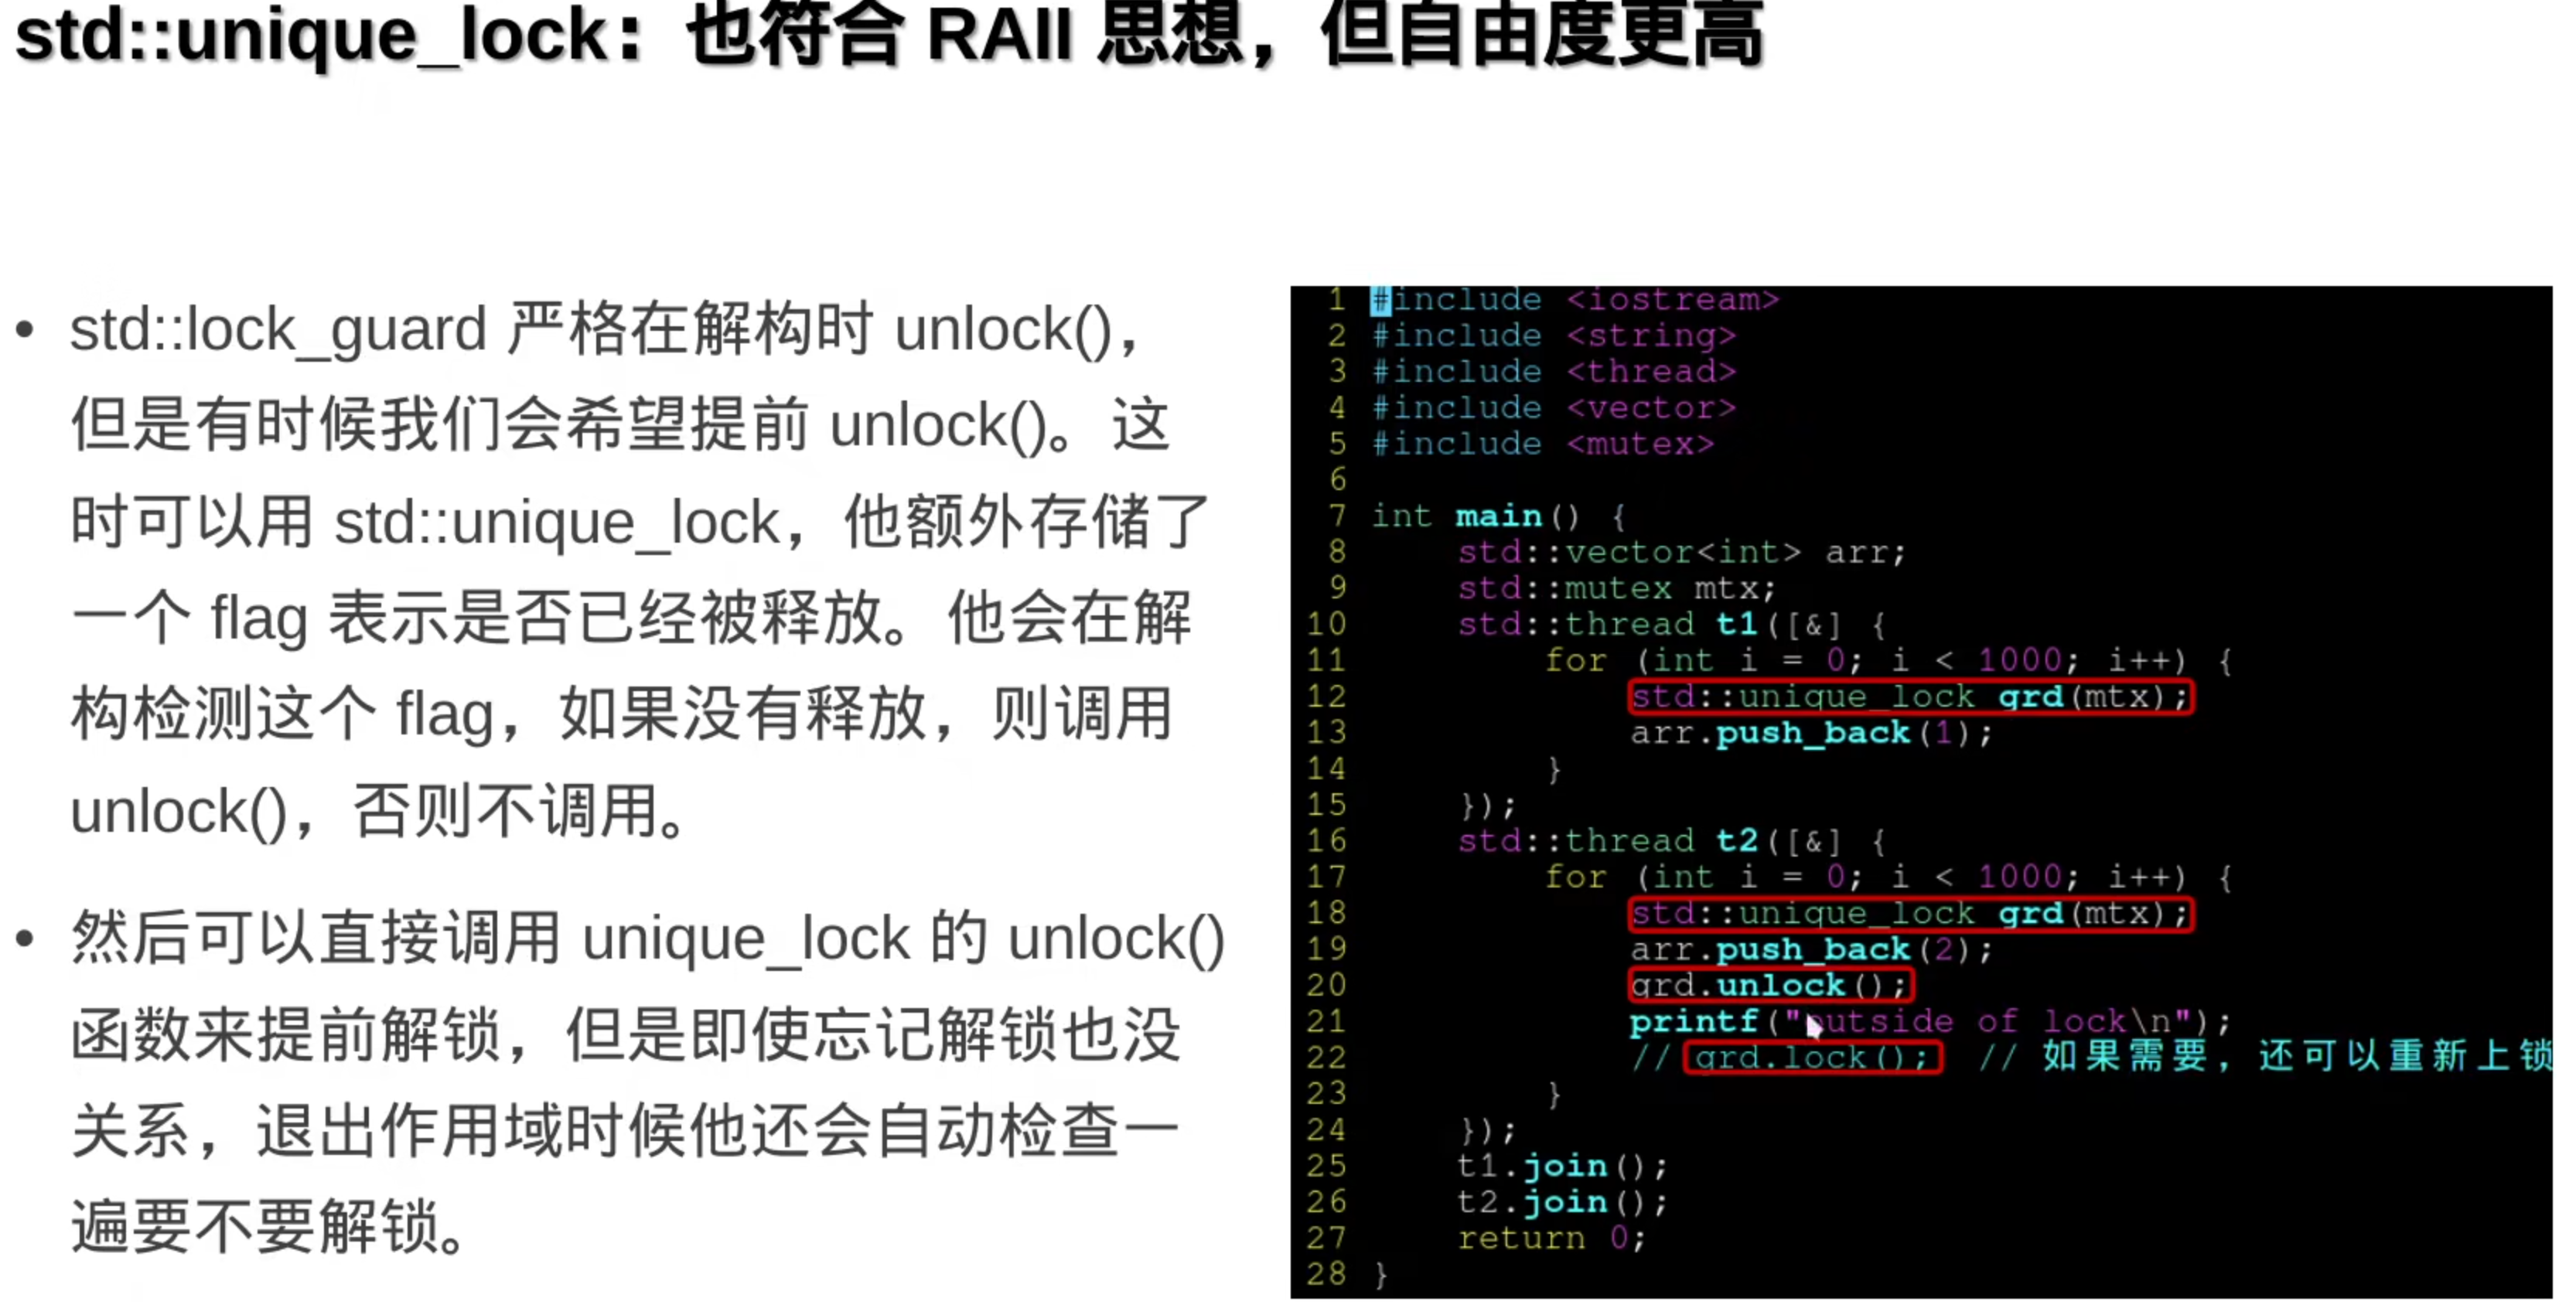 std::unique_lock：也符合 RAII 思想，但自由度更高
• std::lock_guard 严格在解构时 unlock()，
但是有时候我们会希望提前 unlock()。这
时可以用 std::unique_lock，他额外存储了
一个 flag 表示是否已经被释放。他会在解
构检测这个 flag，如果没有释放，则调用
unlock()，否则不调用。
• 然后可以直接调用 unique_lock 的 unlock()
函数来提前解锁，但是即使忘记解锁也没
关系，退出作用域时候他还会自动检查一
遍要不要解锁。
1 #include <iostream>
2 #include <string>
3 #include <thread>
4 #include <vector>
5 #include <mutex>
6
7 int main() {
8     std::vector<int> arr;
9     std::mutex mtx;
10     std::thread t1([&] {
11         for (int i = 0; i < 1000; i++) {
12             std::unique_lock grd(mtx);
13             arr.push_back(1);
14         }
15     });
16     std::thread t2([&] {
17         for (int i = 0; i < 1000; i++) {
18             std::unique_lock grd(mtx);
19             arr.push_back(2);
20             grd.unlock();
21             printf("outside of lock\n");
22             // grd.lock();  // 如果需要，还可以重新上锁
23         }
24     });
25     t1.join();
26     t2.join();
27     return 0;
28 }